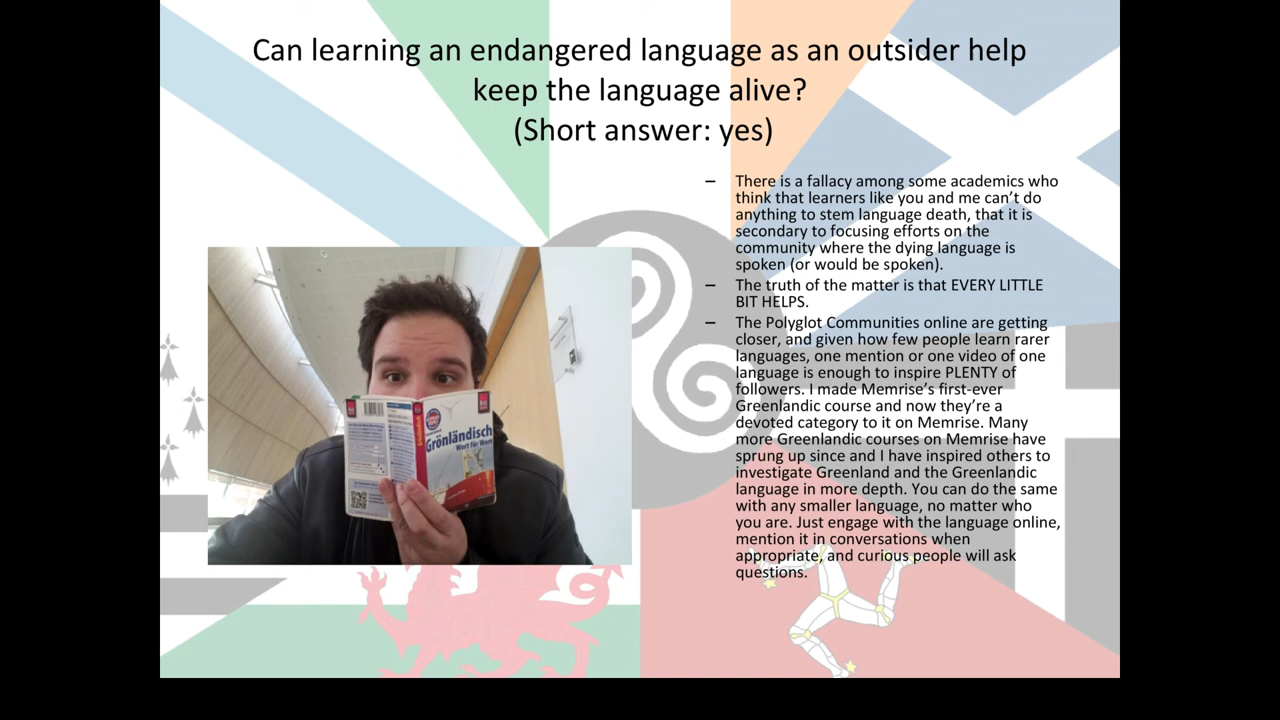 Can learning an endangered language as an outsider help
keep the language alive?
(Short answer: yes)
– There is a fallacy among some academics who
think that learners like you and me can't do
anything to stem language death, that it is
secondary to focusing efforts on the
community where the dying language is
spoken (or would be spoken).
– The truth of the matter is that EVERY LITTLE
BIT HELPS.
– The Polyglot Communities online are getting
closer, and given how few people learn rarer
languages, one mention or one video of one
language is enough to inspire PLENTY of
followers. I made Memrise's first-ever
Greenlandic course and now they're a
devoted category to it on Memrise. Many
more Greenlandic courses on Memrise have
sprung up since and I have inspired others to
investigate Greenland and the Greenlandic
language in more depth. You can do the same
with any smaller language, no matter who
you are. Just engage with the language online,
mention it in conversations when
appropriate, and curious people will ask
questions.
Grönländisch
Wort für Wort